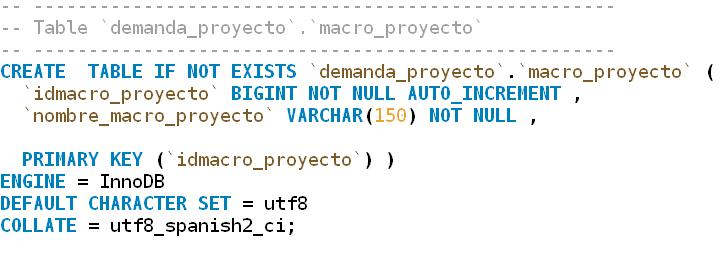 -- -----------------------------------------------------
-- Table `demanda_proyecto`.`macro_proyecto`
-- -----------------------------------------------------
CREATE  TABLE IF NOT EXISTS `demanda_proyecto`.`macro_proyecto` (
  `idmacro_proyecto` BIGINT NOT NULL AUTO_INCREMENT ,
  `nombre_macro_proyecto` VARCHAR(150) NOT NULL ,

  PRIMARY KEY (`idmacro_proyecto`) )
ENGINE = InnoDB
DEFAULT CHARACTER SET = utf8
COLLATE = utf8_spanish2_ci;